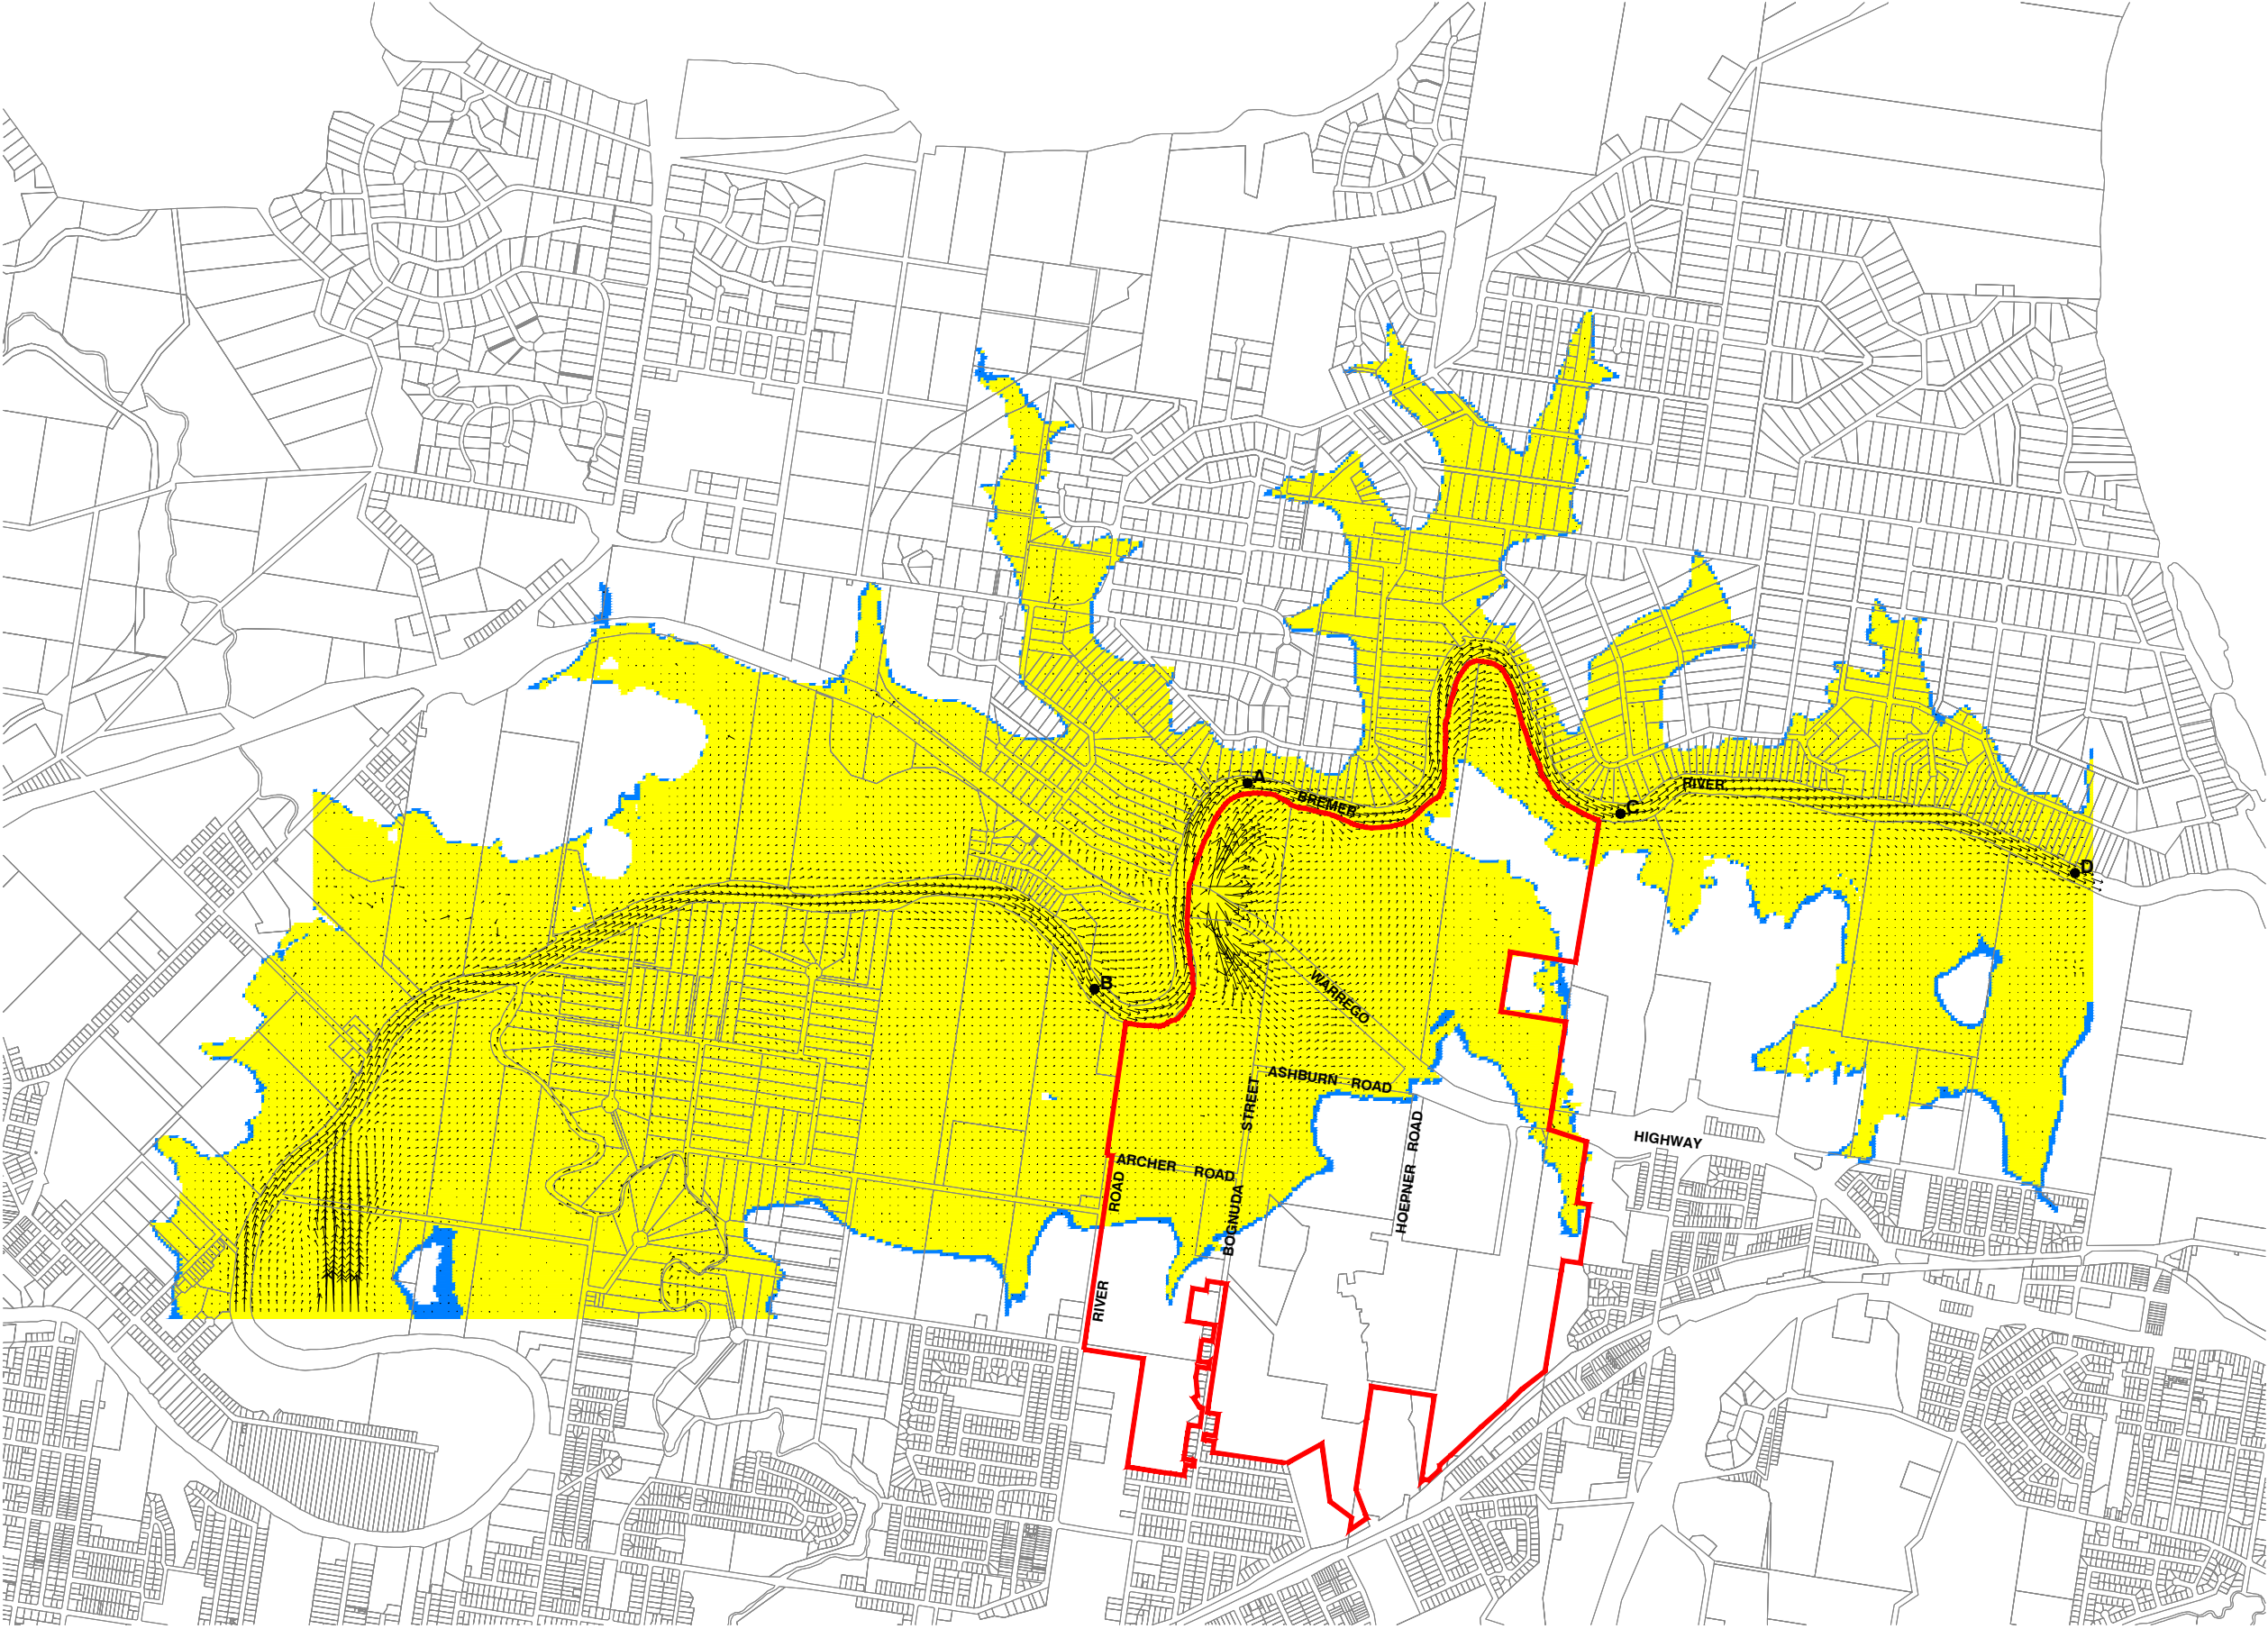 A
BREMER
RIVER
C
D
B
WARREGO
ASHBURN ROAD
STREET
HIGHWAY
ARCHER ROAD
ROAD
HOEPNER ROAD
BOGNUDA
RIVER